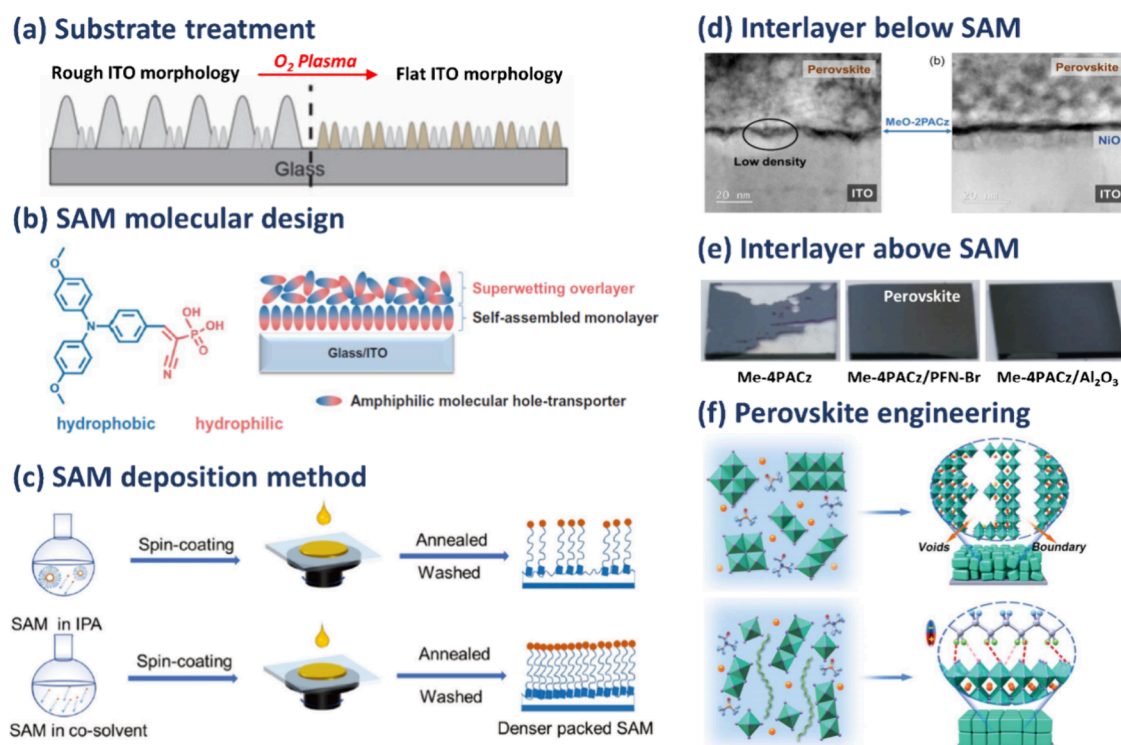 (a) Substrate treatment
Rough ITO morphology
O2 Plasma
Flat ITO morphology
Glass
(b) SAM molecular design
O
N
O
OH
P
OH
O
N
hydrophobic
hydrophilic
Superwetting overlayer
Self-assembled monolayer
Glass/ITO
Amphiphilic molecular hole-transporter
(c) SAM deposition method
SAM in IPA
Spin-coating
Annealed
Washed
SAM in co-solvent
Spin-coating
Annealed
Washed
Denser packed SAM
(d) Interlayer below SAM
Perovskite
Low density
20 nm
ITO
MeO-2PACz
(b)
Perovskite
NiO
20 nm
ITO
(e) Interlayer above SAM
Perovskite
Me-4PACz
Me-4PACz/PFN-Br
Me-4PACz/Al2O3
(f) Perovskite engineering
Voids
Boundary